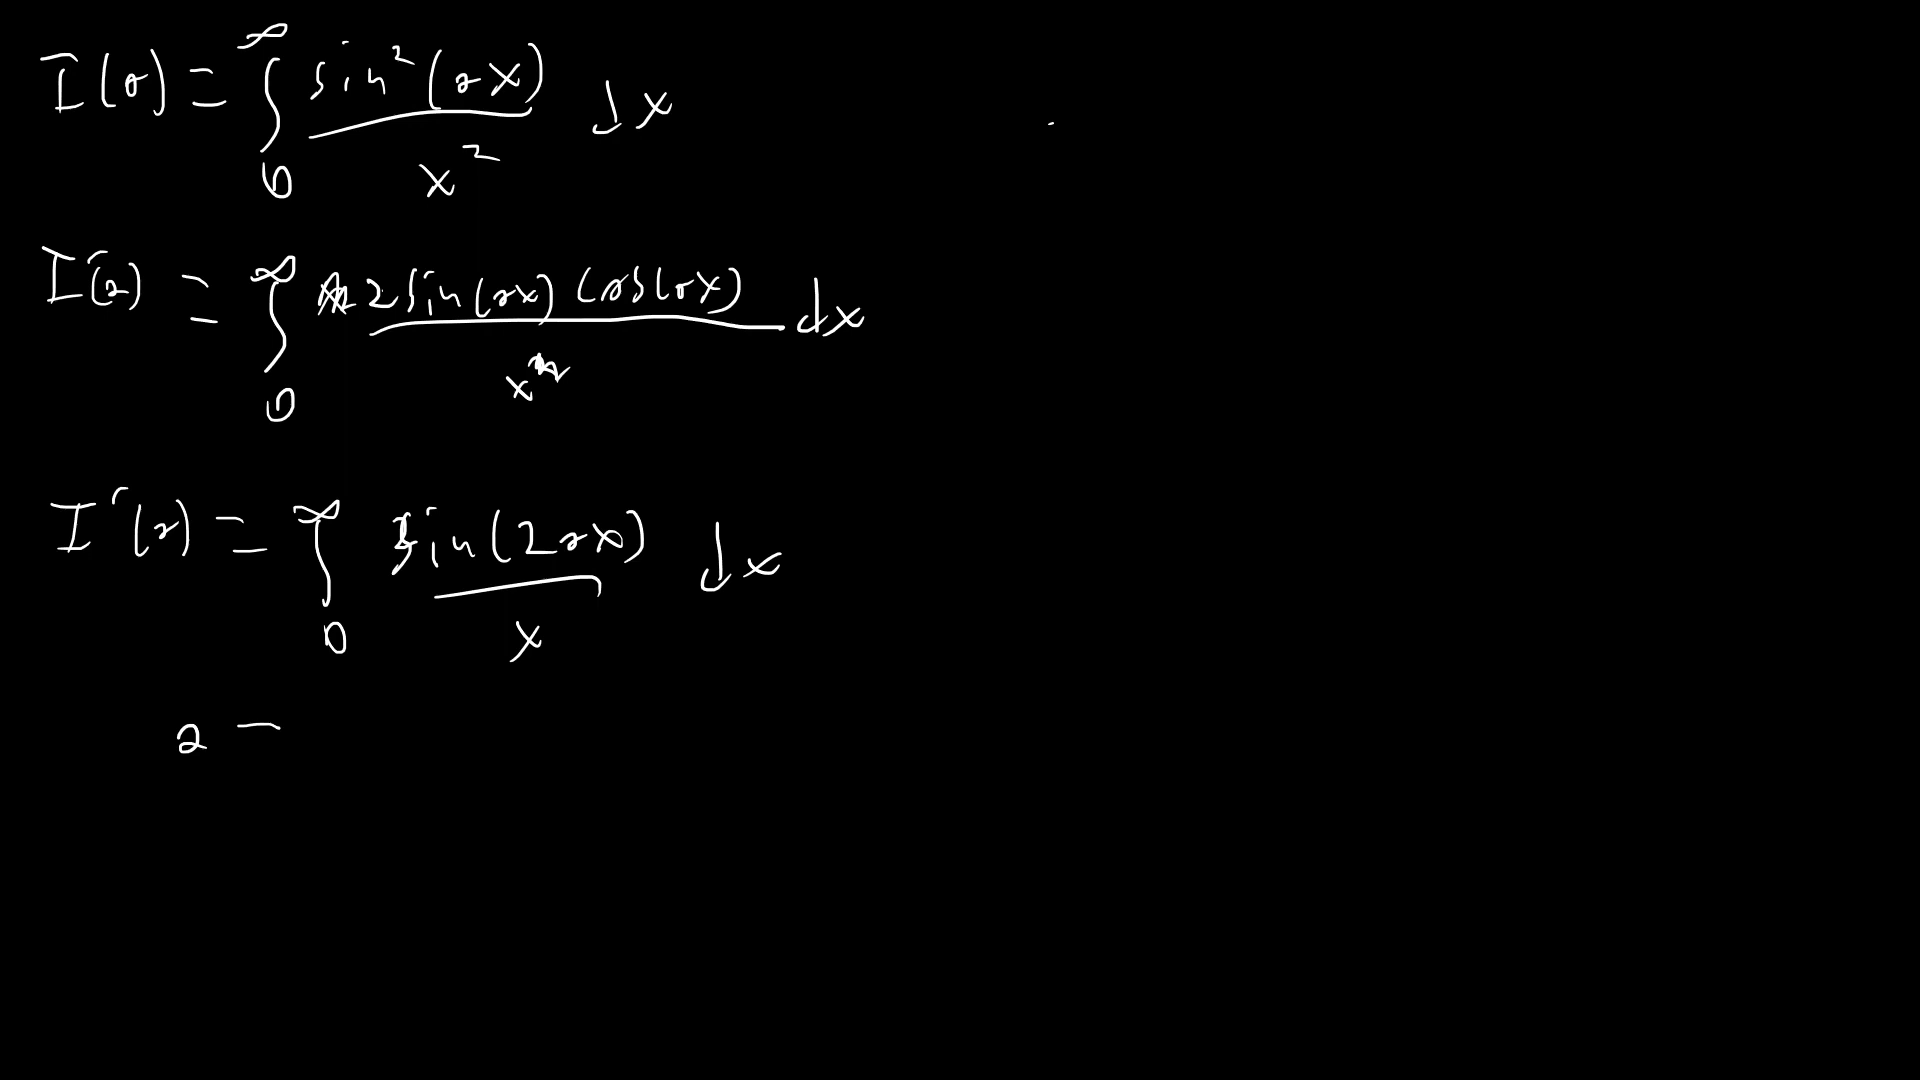 I(a) = ∫₀^∞ sin²(ax)/x² dx
I'(a) = ∫₀^∞ 2sin(ax) cos(ax)/x dx
I'(a) = ∫₀^∞ sin(2ax)/x dx
a –